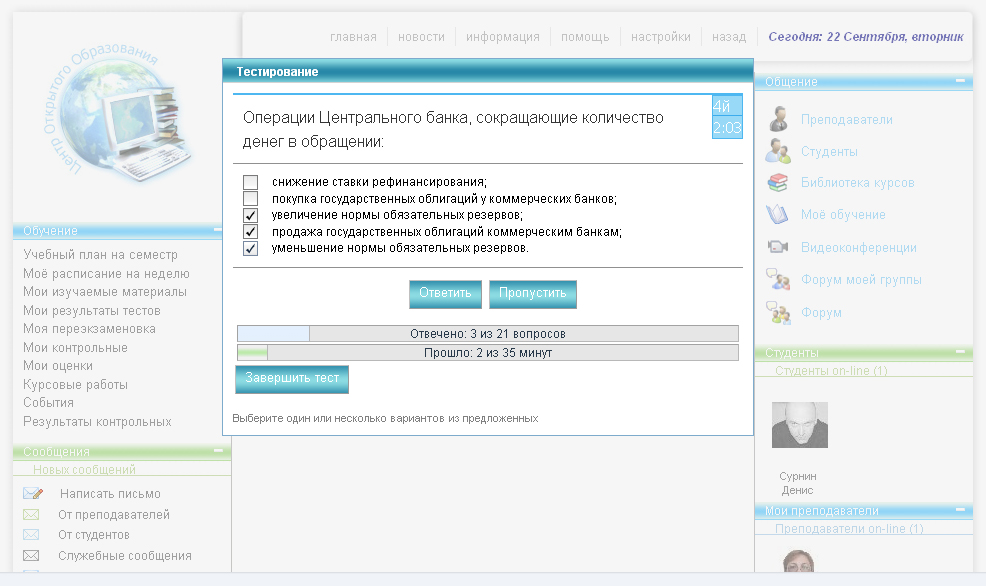 главная
новости
информация
помощь
настройки
назад
Сегодня: 22 Сентября, вторник
Центр Открытого Образования
Обучение
Учебный план на семестр
Моё расписание на неделю
Мои изучаемые материалы
Мои результаты тестов
Моя переэкзаменовка
Мои контрольные
Мои оценки
Курсовые работы
События
Результаты контрольных
Сообщения
Новых сообщений
Написать письмо
От преподавателей
От студентов
Служебные сообщения
Тестирование
Операции Центрального банка, сокращающие количество
денег в обращении:
4й
2:03
снижение ставки рефинансирования;
покупка государственных облигаций у коммерческих банков;
увеличение нормы обязательных резервов;
продажа государственных облигаций коммерческим банкам;
уменьшение нормы обязательных резервов.
Ответить
Пропустить
Отвечено: 3 из 21 вопросов
Прошло: 2 из 35 минут
Завершить тест
Выберите один или несколько вариантов из предложенных
Общение
Преподаватели
Студенты
Библиотека курсов
Моё обучение
Видеоконференции
Форум моей группы
Форум
Студенты
Студенты on-line (1)
Сурнин
Денис
Мои преподаватели
Преподаватели on-line (1)